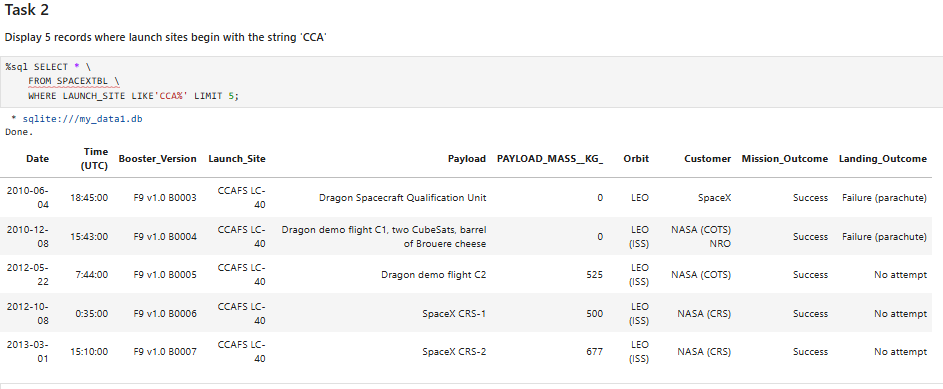 Task 2
Display 5 records where launch sites begin with the string 'CCA'
%sql SELECT * \
FROM SPACEXTBL \
WHERE LAUNCH_SITE LIKE'CCA%' LIMIT 5;
* sqlite:///my_data1.db
Done.
Date Time (UTC) Booster_Version Launch_Site Payload PAYLOAD_MASS__KG_ Orbit Customer Mission_Outcome Landing_Outcome
2010-06-04 18:45:00 F9 v1.0 B0003 CCAFS LC-40 Dragon Spacecraft Qualification Unit 0 LEO SpaceX Success Failure (parachute)
2010-12-08 15:43:00 F9 v1.0 B0004 CCAFS LC-40 Dragon demo flight C1, two CubeSats, barrel of Brouere cheese 0 LEO (ISS) NASA (COTS) NRO Success Failure (parachute)
2012-05-22 7:44:00 F9 v1.0 B0005 CCAFS LC-40 Dragon demo flight C2 525 LEO (ISS) NASA (COTS) Success No attempt
2012-10-08 0:35:00 F9 v1.0 B0006 CCAFS LC-40 SpaceX CRS-1 500 LEO (ISS) NASA (CRS) Success No attempt
2013-03-01 15:10:00 F9 v1.0 B0007 CCAFS LC-40 SpaceX CRS-2 677 LEO (ISS) NASA (CRS) Success No attempt